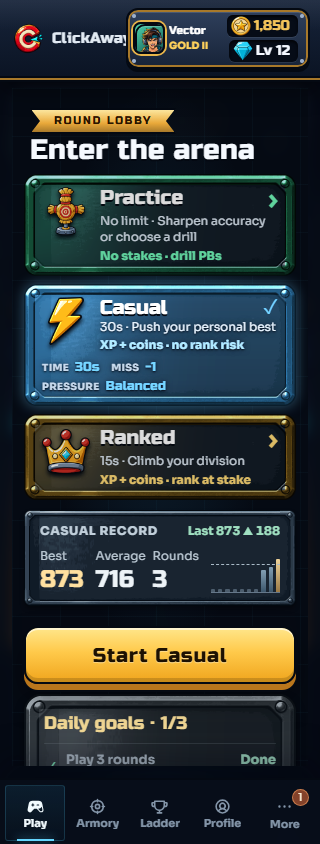 ClickAway
Vector
GOLD II
1,850
Lv 12
ROUND LOBBY
Enter the arena
Practice
No limit · Sharpen accuracy
or choose a drill
No stakes · drill PBs
Casual
30s · Push your personal best
XP + coins · no rank risk
TIME 30s MISS -1
PRESSURE Balanced
Ranked
15s · Climb your division
XP + coins · rank at stake
CASUAL RECORD Last 873 ▲ 188
Best Average Rounds
873 716 3
Start Casual
Daily goals · 1/3
Play 3 rounds Done
1
Play Armory Ladder Profile More